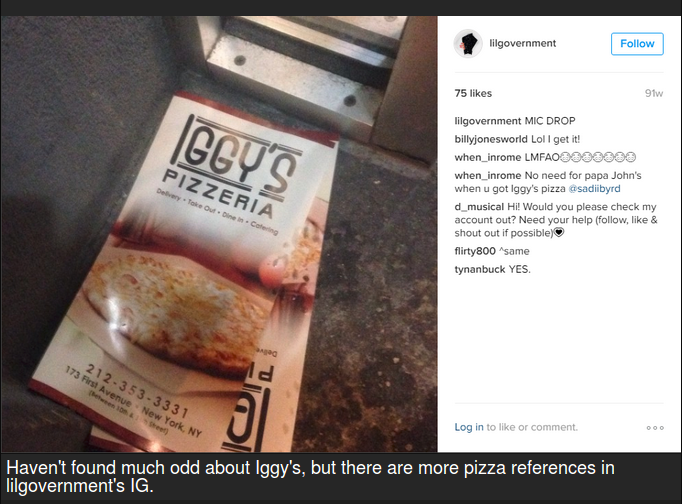 IGGY'S
PIZZERIA
Delivery • Take Out • Dine In • Catering
212-353-3331
173 First Avenue • New York, NY
lilgovernment
Follow
75 likes
91w
lilgovernment MIC DROP
billyjonesworld Lol I get it!
when_inrome LMFAO
when_inrome No need for papa John's
when u got Iggy's pizza @sadiibyrd
d_musical Hi! Would you please check my
account out? Need your help (follow, like &
shout out if possible)
flirty800 ^same
tynanbuck YES.
Log in to like or comment.
Haven't found much odd about Iggy's, but there are more pizza references in
lilgovernment's IG.